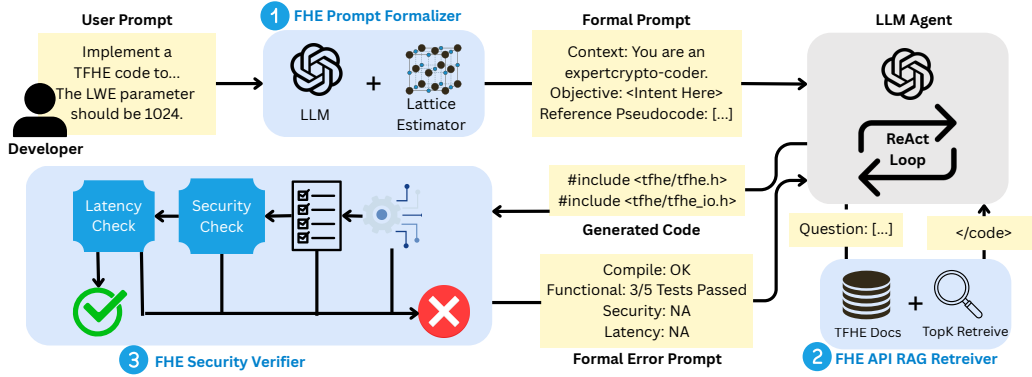 User Prompt
Implement a
TFHE code to...
The LWE parameter
should be 1024.
Developer
1 FHE Prompt Formalizer
LLM
+
Lattice
Estimator
Formal Prompt
Context: You are an
expertcrypto-coder.
Objective: <Intent Here>
Reference Pseudocode: [...]
LLM Agent
ReAct
Loop
Question: [...]
</code>
TFHE Docs
+
TopK Retreive
2 FHE API RAG Retreiver
#include <tfhe/tfhe.h>
#include <tfhe/tfhe_io.h>
Generated Code
Latency
Check
Security
Check
3 FHE Security Verifier
Compile: OK
Functional: 3/5 Tests Passed
Security: NA
Latency: NA
Formal Error Prompt